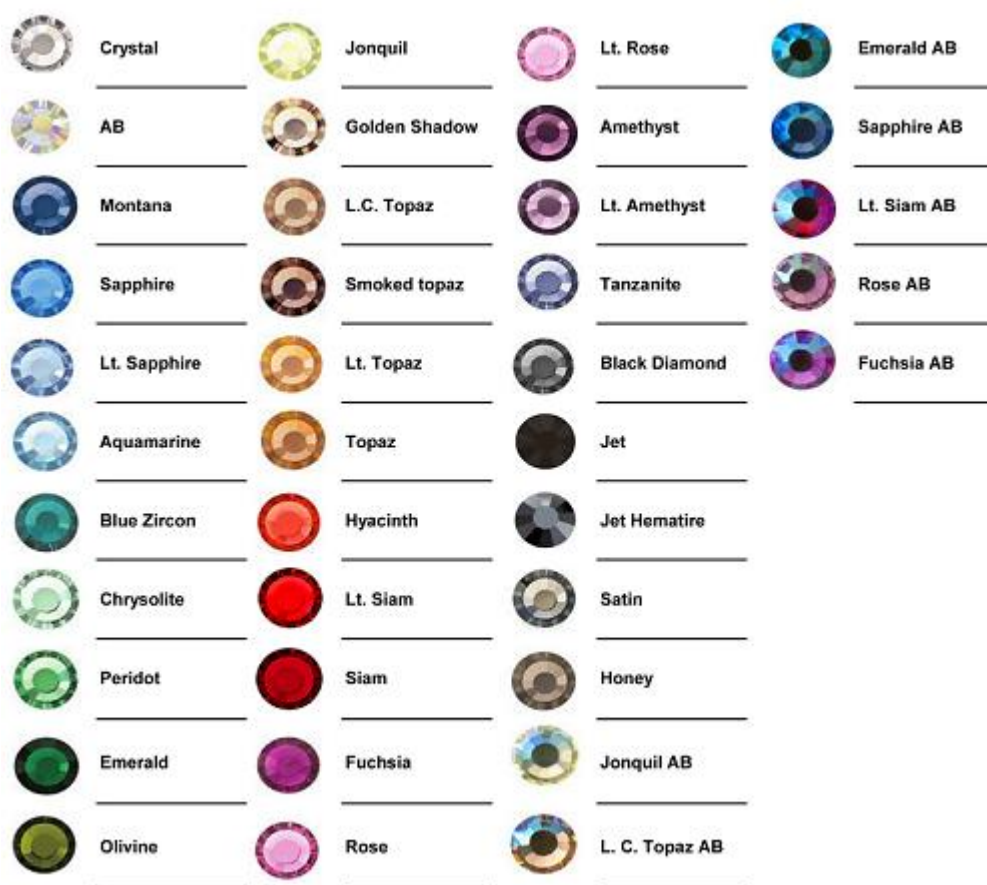 Crystal
AB
Montana
Sapphire
Lt. Sapphire
Aquamarine
Blue Zircon
Chrysolite
Peridot
Emerald
Olivine
Jonquil
Golden Shadow
L.C. Topaz
Smoked topaz
Lt. Topaz
Topaz
Hyacinth
Lt. Siam
Siam
Fuchsia
Rose
Lt. Rose
Amethyst
Lt. Amethyst
Tanzanite
Black Diamond
Jet
Jet Hematire
Satin
Honey
Jonquil AB
L. C. Topaz AB
Emerald AB
Sapphire AB
Lt. Siam AB
Rose AB
Fuchsia AB